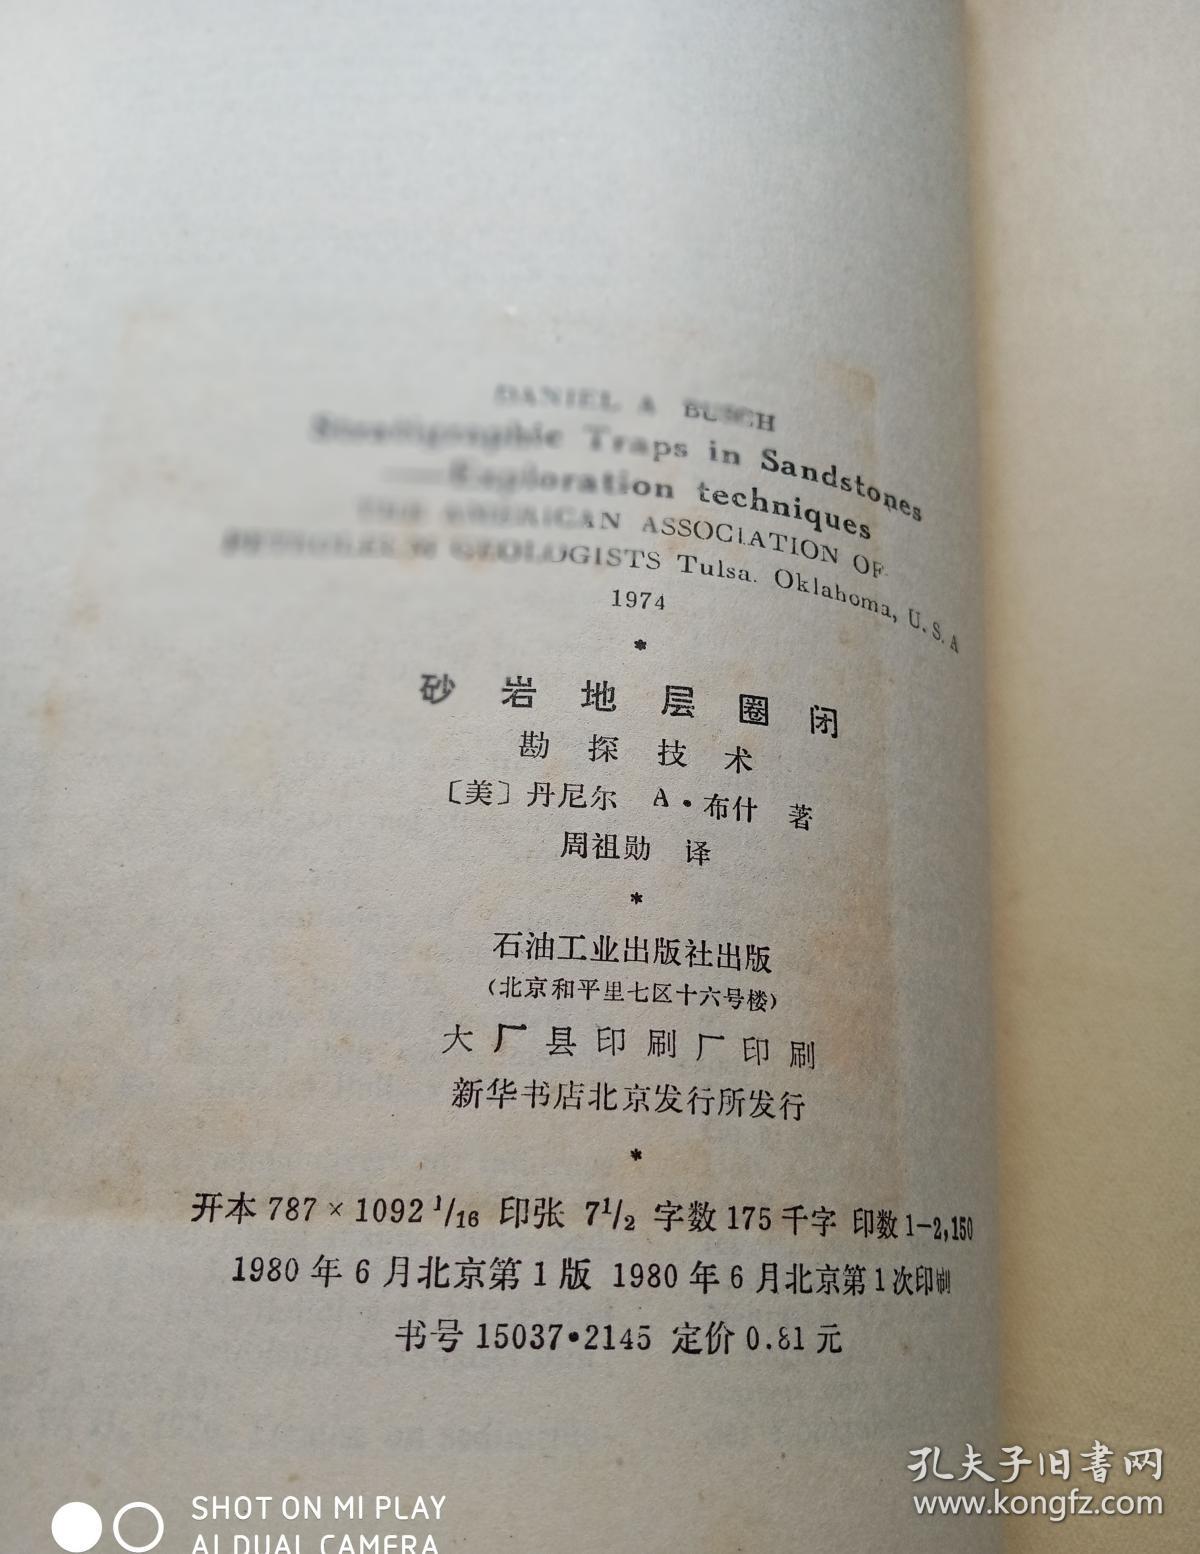 DANIEL A BUSCH
Traps in Sandstones
—Exploration techniques
THE AMERICAN ASSOCIATION OF
GEOLOGISTS Tulsa. Oklahoma, U.S.A
1974
*
砂岩地层圈闭
勘探技术
〔美〕丹尼尔 A·布什 著
周祖勋 译
*
石油工业出版社出版
(北京和平里七区十六号楼)
大厂县印刷厂印刷
新华书店北京发行所发行
*
开本 787×1092 1/16 印张 7 1/2 字数 175 千字 印数 1-2,150
1980 年 6 月北京第 1 版 1980 年 6 月北京第 1 次印刷
书号 15037·2145 定价 0.81 元
孔夫子旧书网
www.kongfz.com
SHOT ON MI PLAY
AI DUAL CAMERA